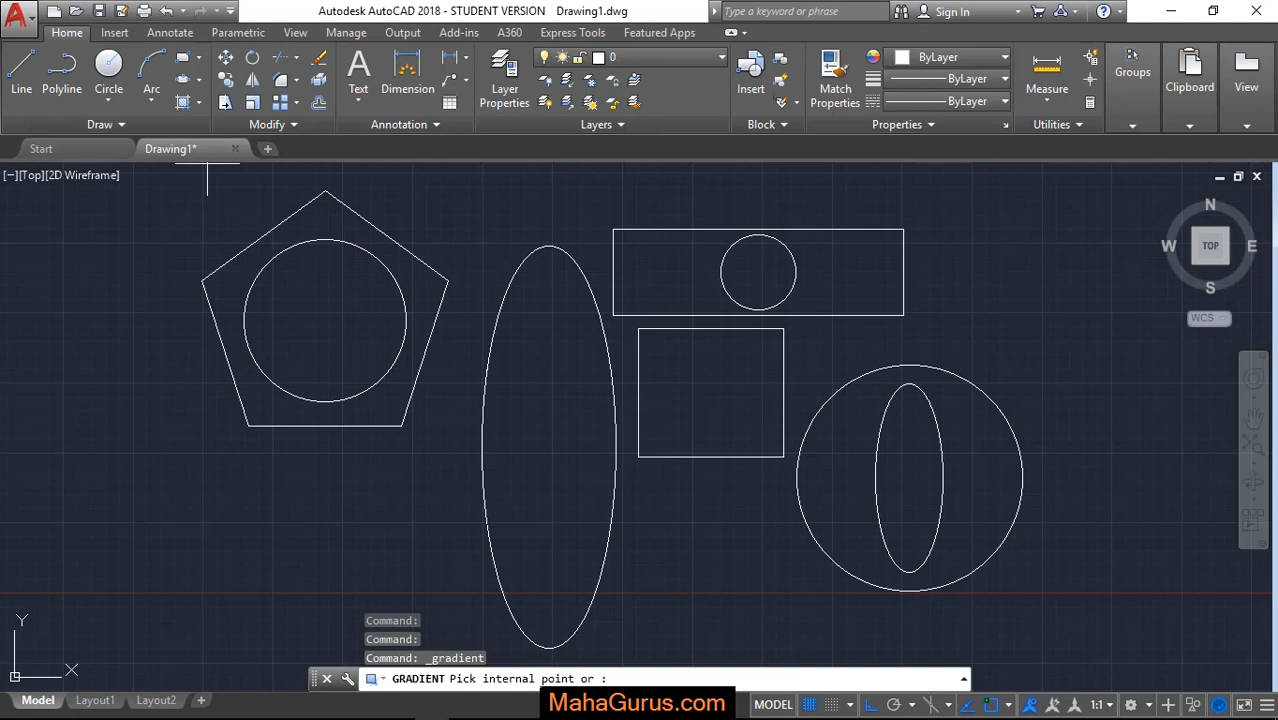 Autodesk AutoCAD 2018 - STUDENT VERSION Drawing1.dwg
Type a keyword or phrase
Sign In
Home Insert Annotate Parametric View Manage Output Add-ins A360 Express Tools Featured Apps
Line Polyline Circle Arc
Text Dimension
Layer Properties
0
Insert
Match Properties
ByLayer
ByLayer
ByLayer
Measure
Groups
Clipboard
View
Draw Modify Annotation Layers Block Properties Utilities
Start Drawing1*
[−][Top][2D Wireframe]
N
W TOP E
S
WCS
Y
X
Command:
Command:
Command: _gradient
GRADIENT Pick internal point or :
Model Layout1 Layout2
MahaGurus.com
MODEL
1:1